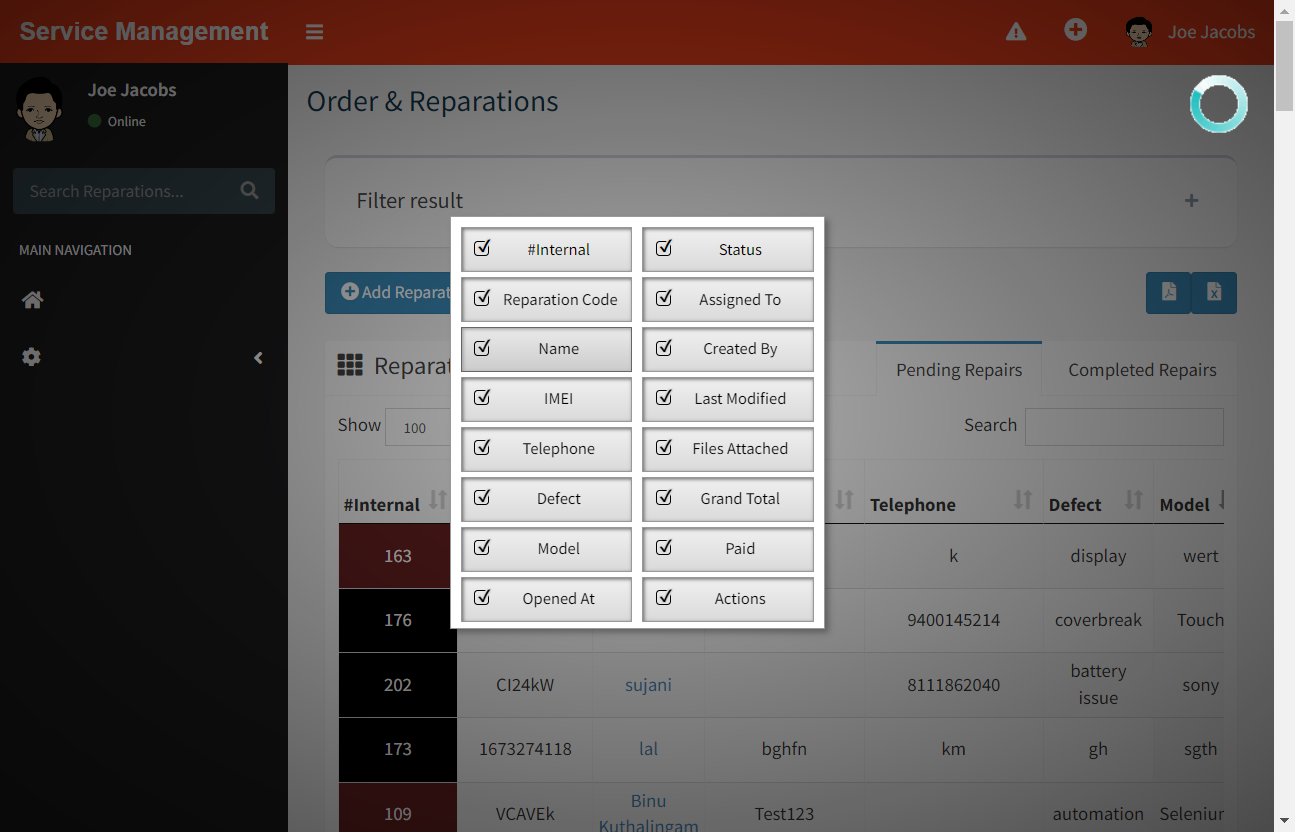 Service Management
Joe Jacobs
Joe Jacobs
Online
Search Reparations...
MAIN NAVIGATION
Order & Reparations
Filter result
Add Reparat
#Internal
Status
Reparation Code
Assigned To
Name
Created By
IMEI
Last Modified
Telephone
Files Attached
Defect
Grand Total
Model
Paid
Opened At
Actions
Reparat
Pending Repairs
Completed Repairs
Show 100
Search
#Internal Telephone Defect Model
163 k display wert
176 9400145214 coverbreak Touch
202 CI24kW sujani 8111862040 battery issue sony
173 1673274118 lal bghfn km gh sgth
109 VCAVEk Binu Kuthalingam Test123 automation Seleniur